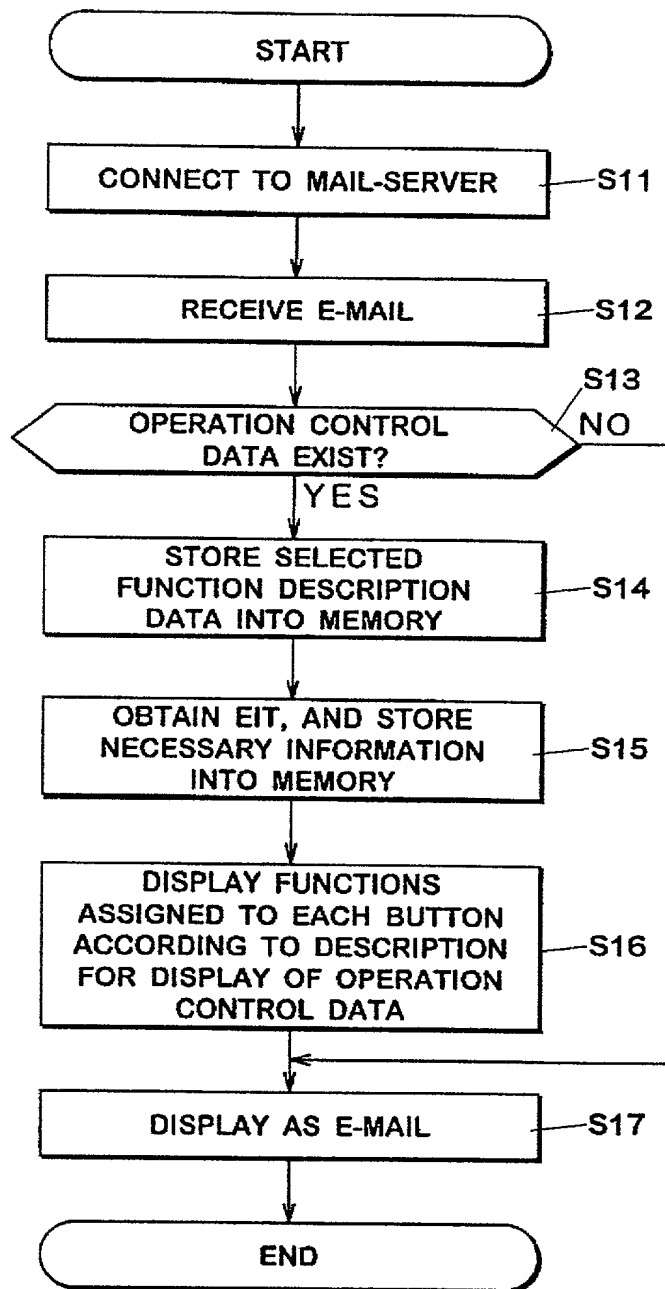 START
CONNECT TO MAIL-SERVER
S11
RECEIVE E-MAIL
S12
S13
OPERATION CONTROL
DATA EXIST?
NO
YES
STORE SELECTED
FUNCTION DESCRIPTION
DATA INTO MEMORY
S14
OBTAIN EIT, AND STORE
NECESSARY INFORMATION
INTO MEMORY
S15
DISPLAY FUNCTIONS
ASSIGNED TO EACH BUTTON
ACCORDING TO DESCRIPTION
FOR DISPLAY OF OPERATION
CONTROL DATA
S16
DISPLAY AS E-MAIL
S17
END